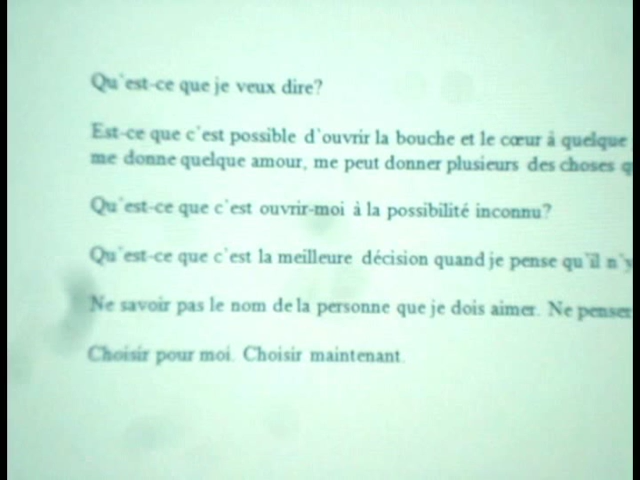 Qu'est-ce que je veux dire?
Est-ce que c'est possible d'ouvrir la bouche et le cœur à quelque
me donne quelque amour, me peut donner plusieurs des choses q
Qu'est-ce que c'est ouvrir-moi à la possibilité inconnu?
Qu'est-ce que c'est la meilleure décision quand je pense qu'il n'y
Ne savoir pas le nom de la personne que je dois aimer. Ne penser
Choisir pour moi. Choisir maintenant.